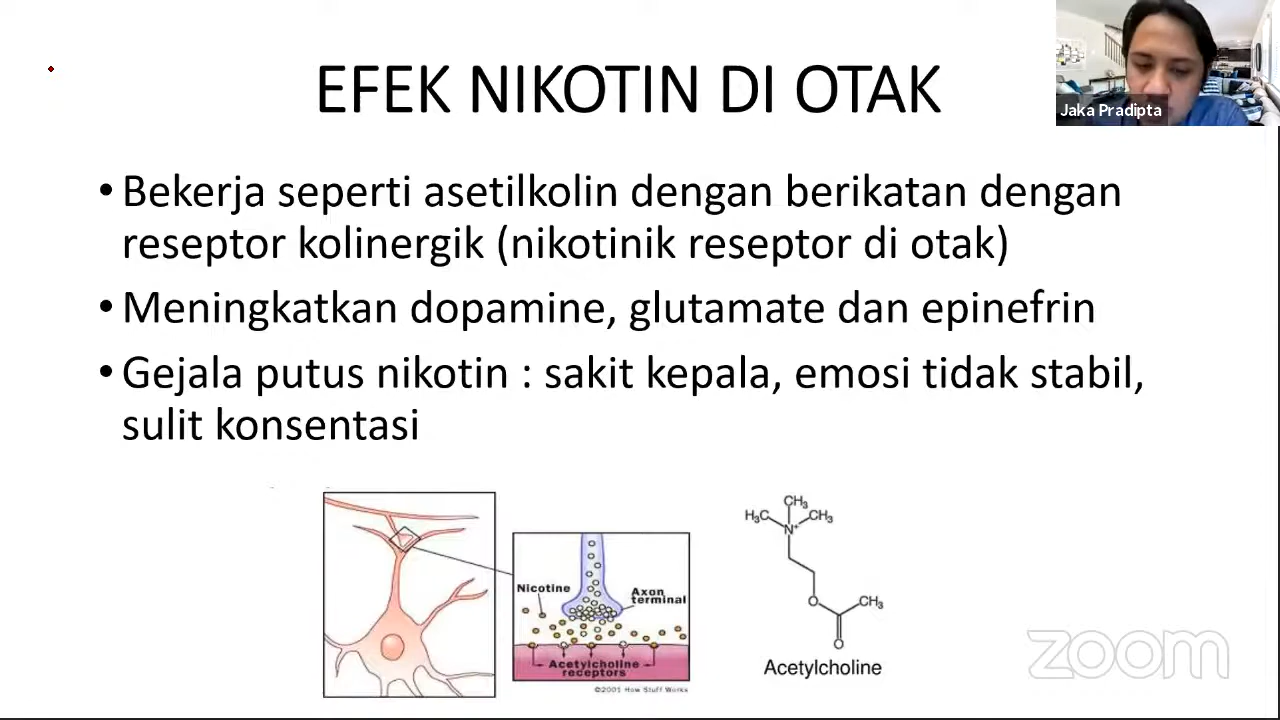 EFEK NIKOTIN DI OTAK
Jaka Pradipta
•Bekerja seperti asetilkolin dengan berikatan dengan
reseptor kolinergik (nikotinik reseptor di otak)
•Meningkatkan dopamine, glutamate dan epinefrin
•Gejala putus nikotin : sakit kepala, emosi tidak stabil,
sulit konsentasi
Nicotine
Axon
terminal
Acetylcholine
receptors
©2001 How Stuff Works
CH₃
H₃C
CH₃
N⁺
O
CH₃
O
Acetylcholine
zoom